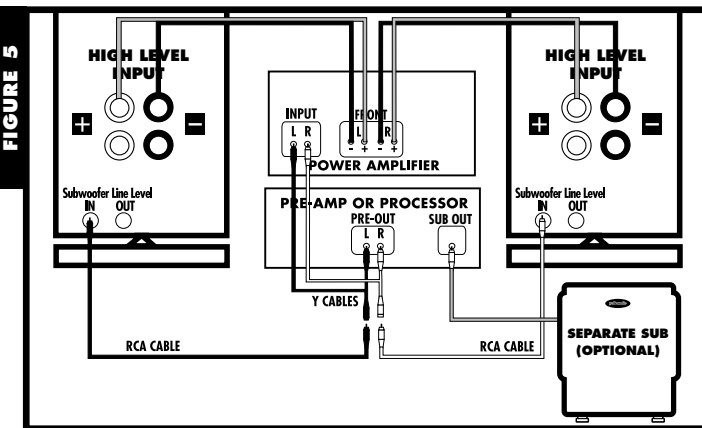 FIGURE 5
HIGH LEVEL
INPUT
+ -
Subwoofer Line Level
IN OUT
INPUT
L R
FRONT
L R
- + - +
POWER AMPLIFIER
PRE-AMP OR PROCESSOR
PRE-OUT
L R
SUB OUT
Y CABLES
RCA CABLE
RCA CABLE
HIGH LEVEL
INPUT
+ -
Subwoofer Line Level
IN OUT
SEPARATE SUB
(OPTIONAL)